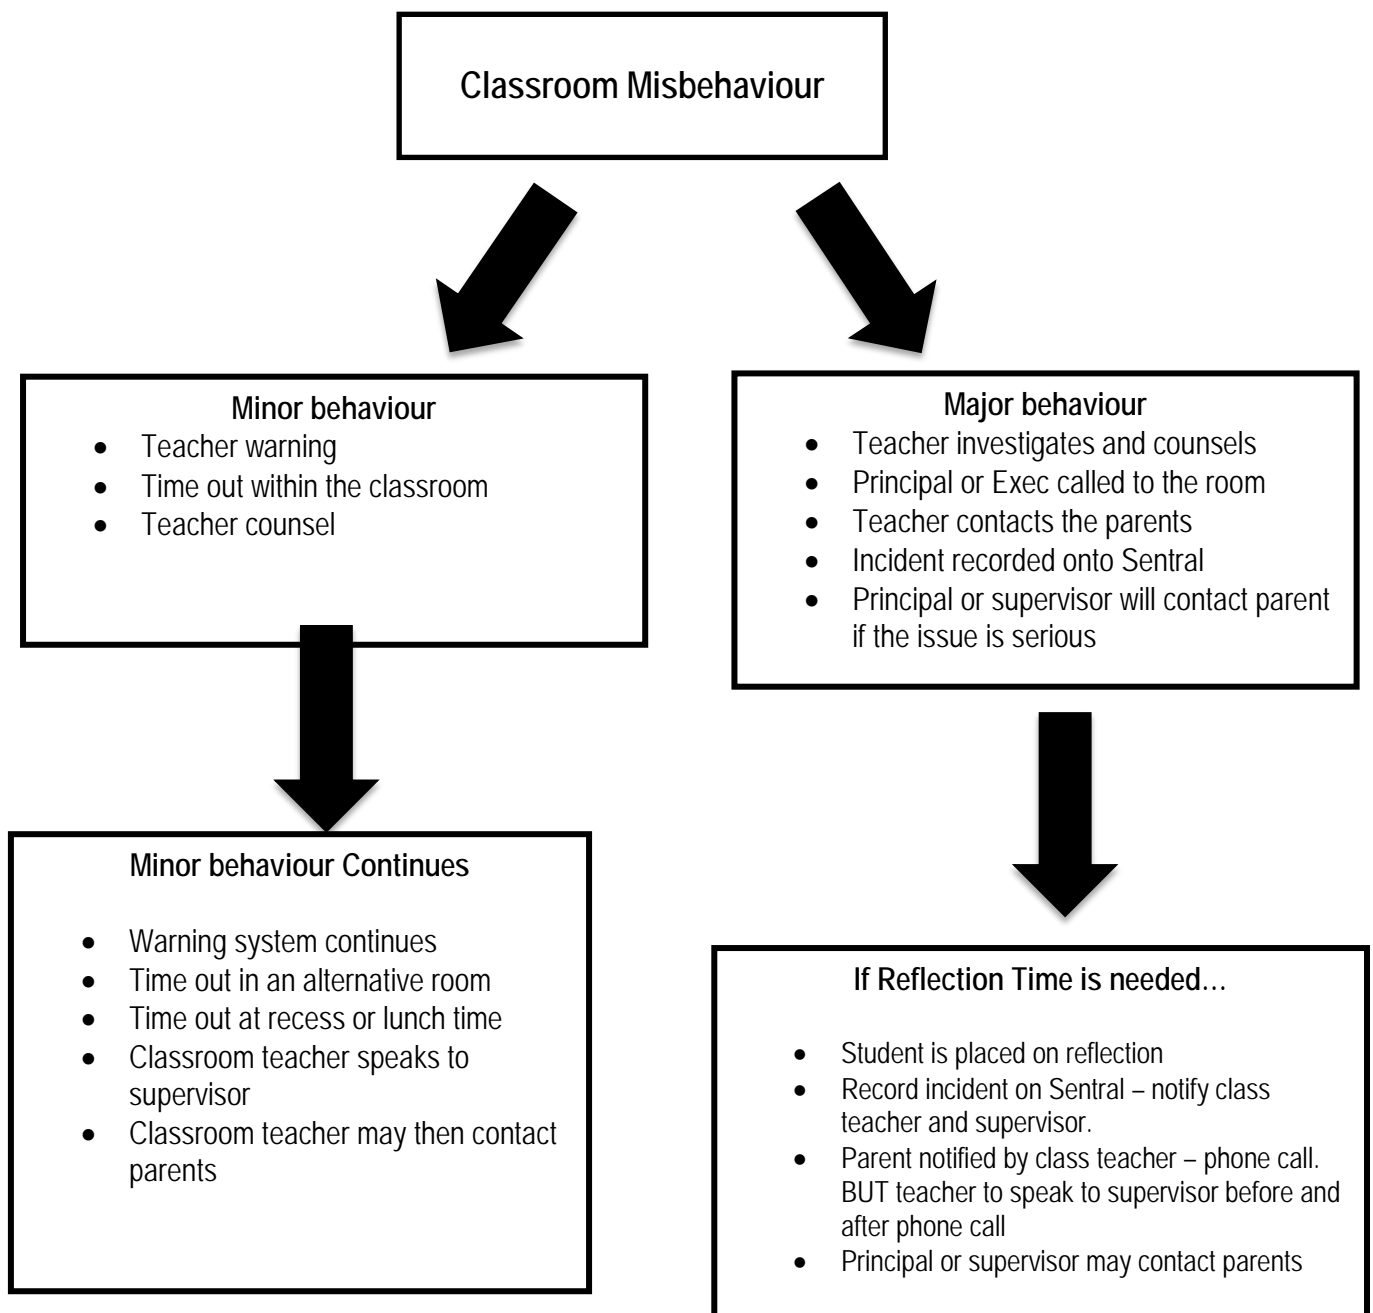 Classroom Misbehaviour
Minor behaviour
• Teacher warning
• Time out within the classroom
• Teacher counsel
Major behaviour
• Teacher investigates and counsels
• Principal or Exec called to the room
• Teacher contacts the parents
• Incident recorded onto Sentral
• Principal or supervisor will contact parent
if the issue is serious
Minor behaviour Continues
• Warning system continues
• Time out in an alternative room
• Time out at recess or lunch time
• Classroom teacher speaks to
supervisor
• Classroom teacher may then contact
parents
If Reflection Time is needed…
• Student is placed on reflection
• Record incident on Sentral – notify class
teacher and supervisor.
• Parent notified by class teacher – phone call.
BUT teacher to speak to supervisor before and
after phone call
• Principal or supervisor may contact parents